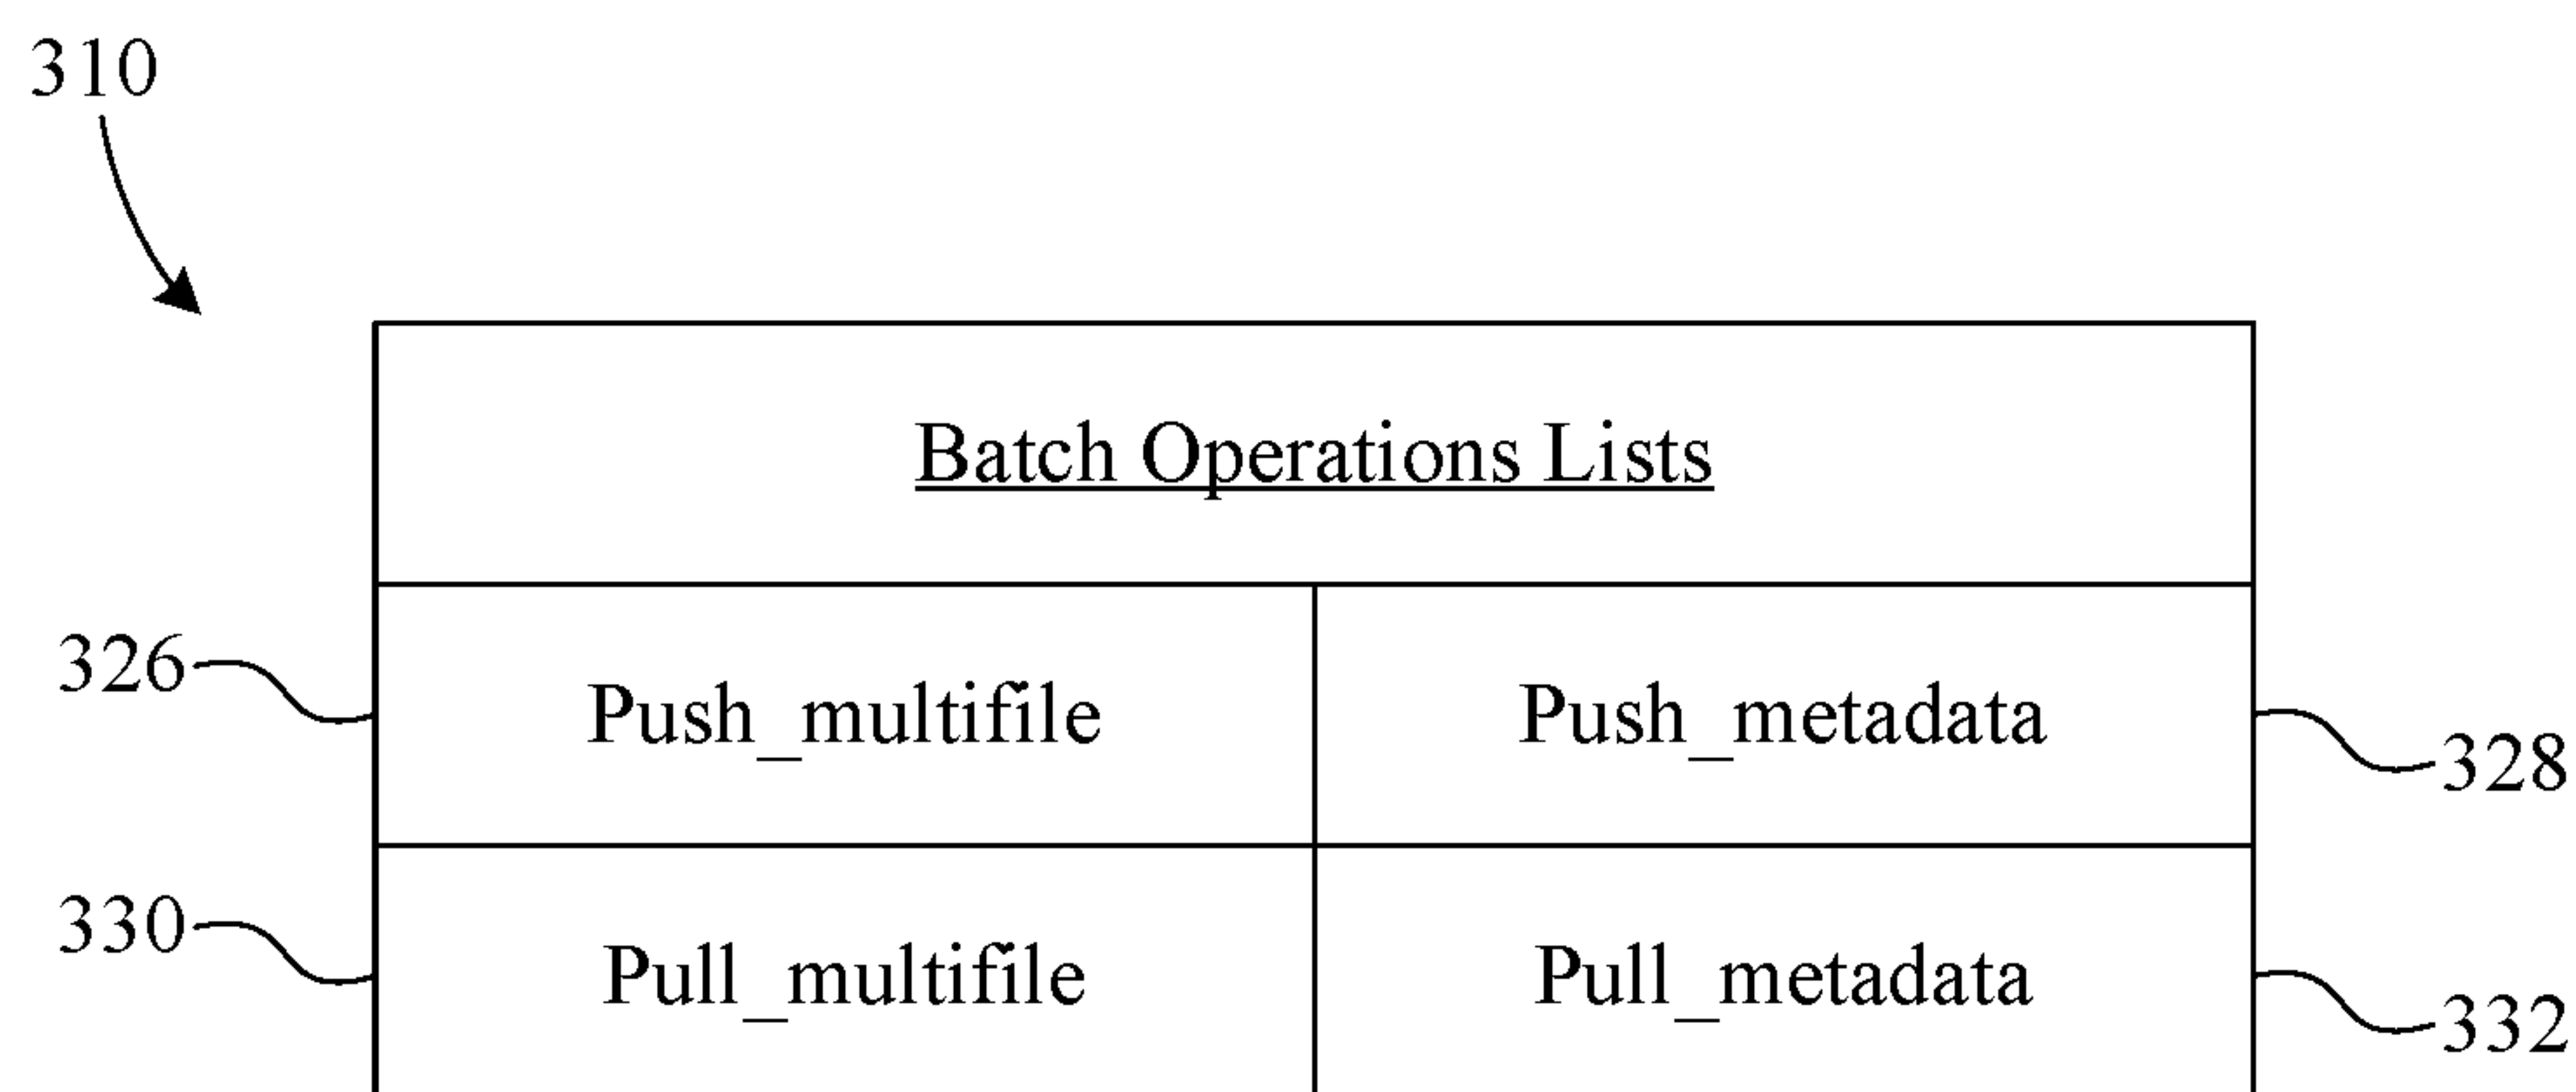 310
Batch Operations Lists
326 Push_multifile Push_metadata 328
330 Pull_multifile Pull_metadata 332